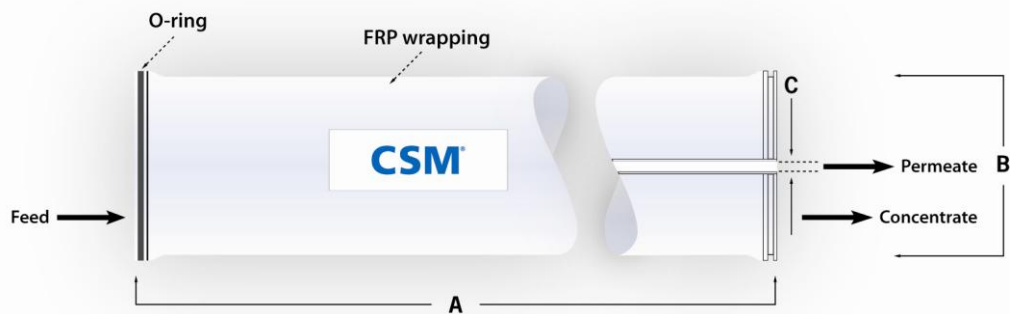 O-ring
FRP wrapping
C
CSM®
Permeate
B
Feed
Concentrate
A